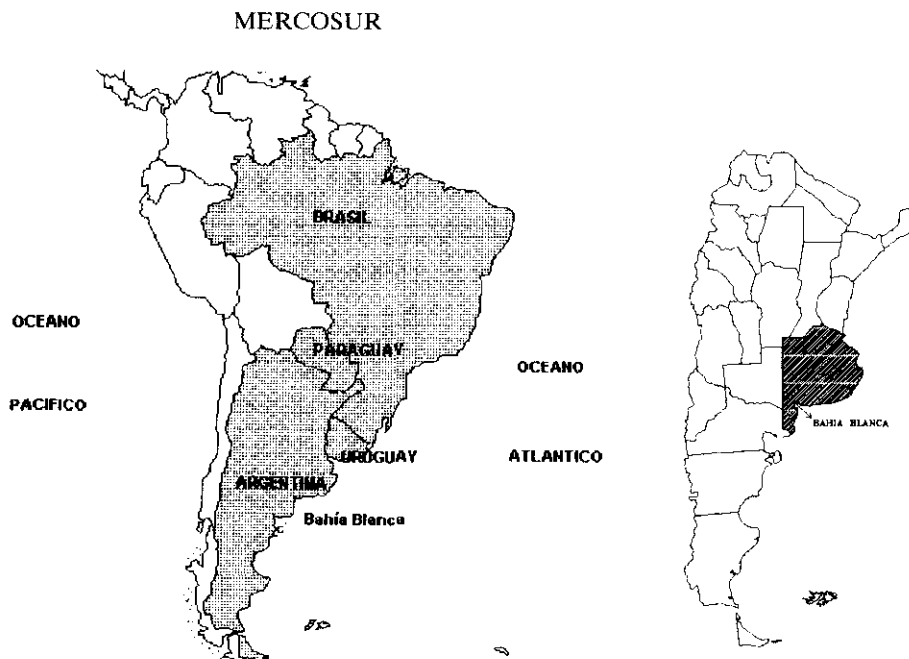 MERCOSUR
BRASIL
OCEANO
PACIFICO
PARAGUAY
OCEANO
ATLANTICO
URUGUAY
ARGENTINA
Bahía Blanca
BAHIA BLANCA